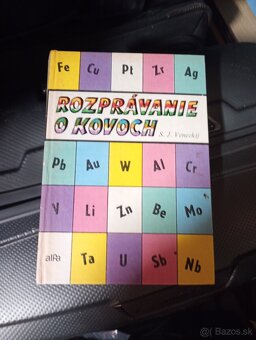 Fe Cu Pt Zr Ag
ROZPRÁVANIE
O KOVOCH
S. I. Veneckij
Pb Au W Al Cr
V Li Zn Be Mo
alfa Ta U Sb Nb
@Bazos.sk